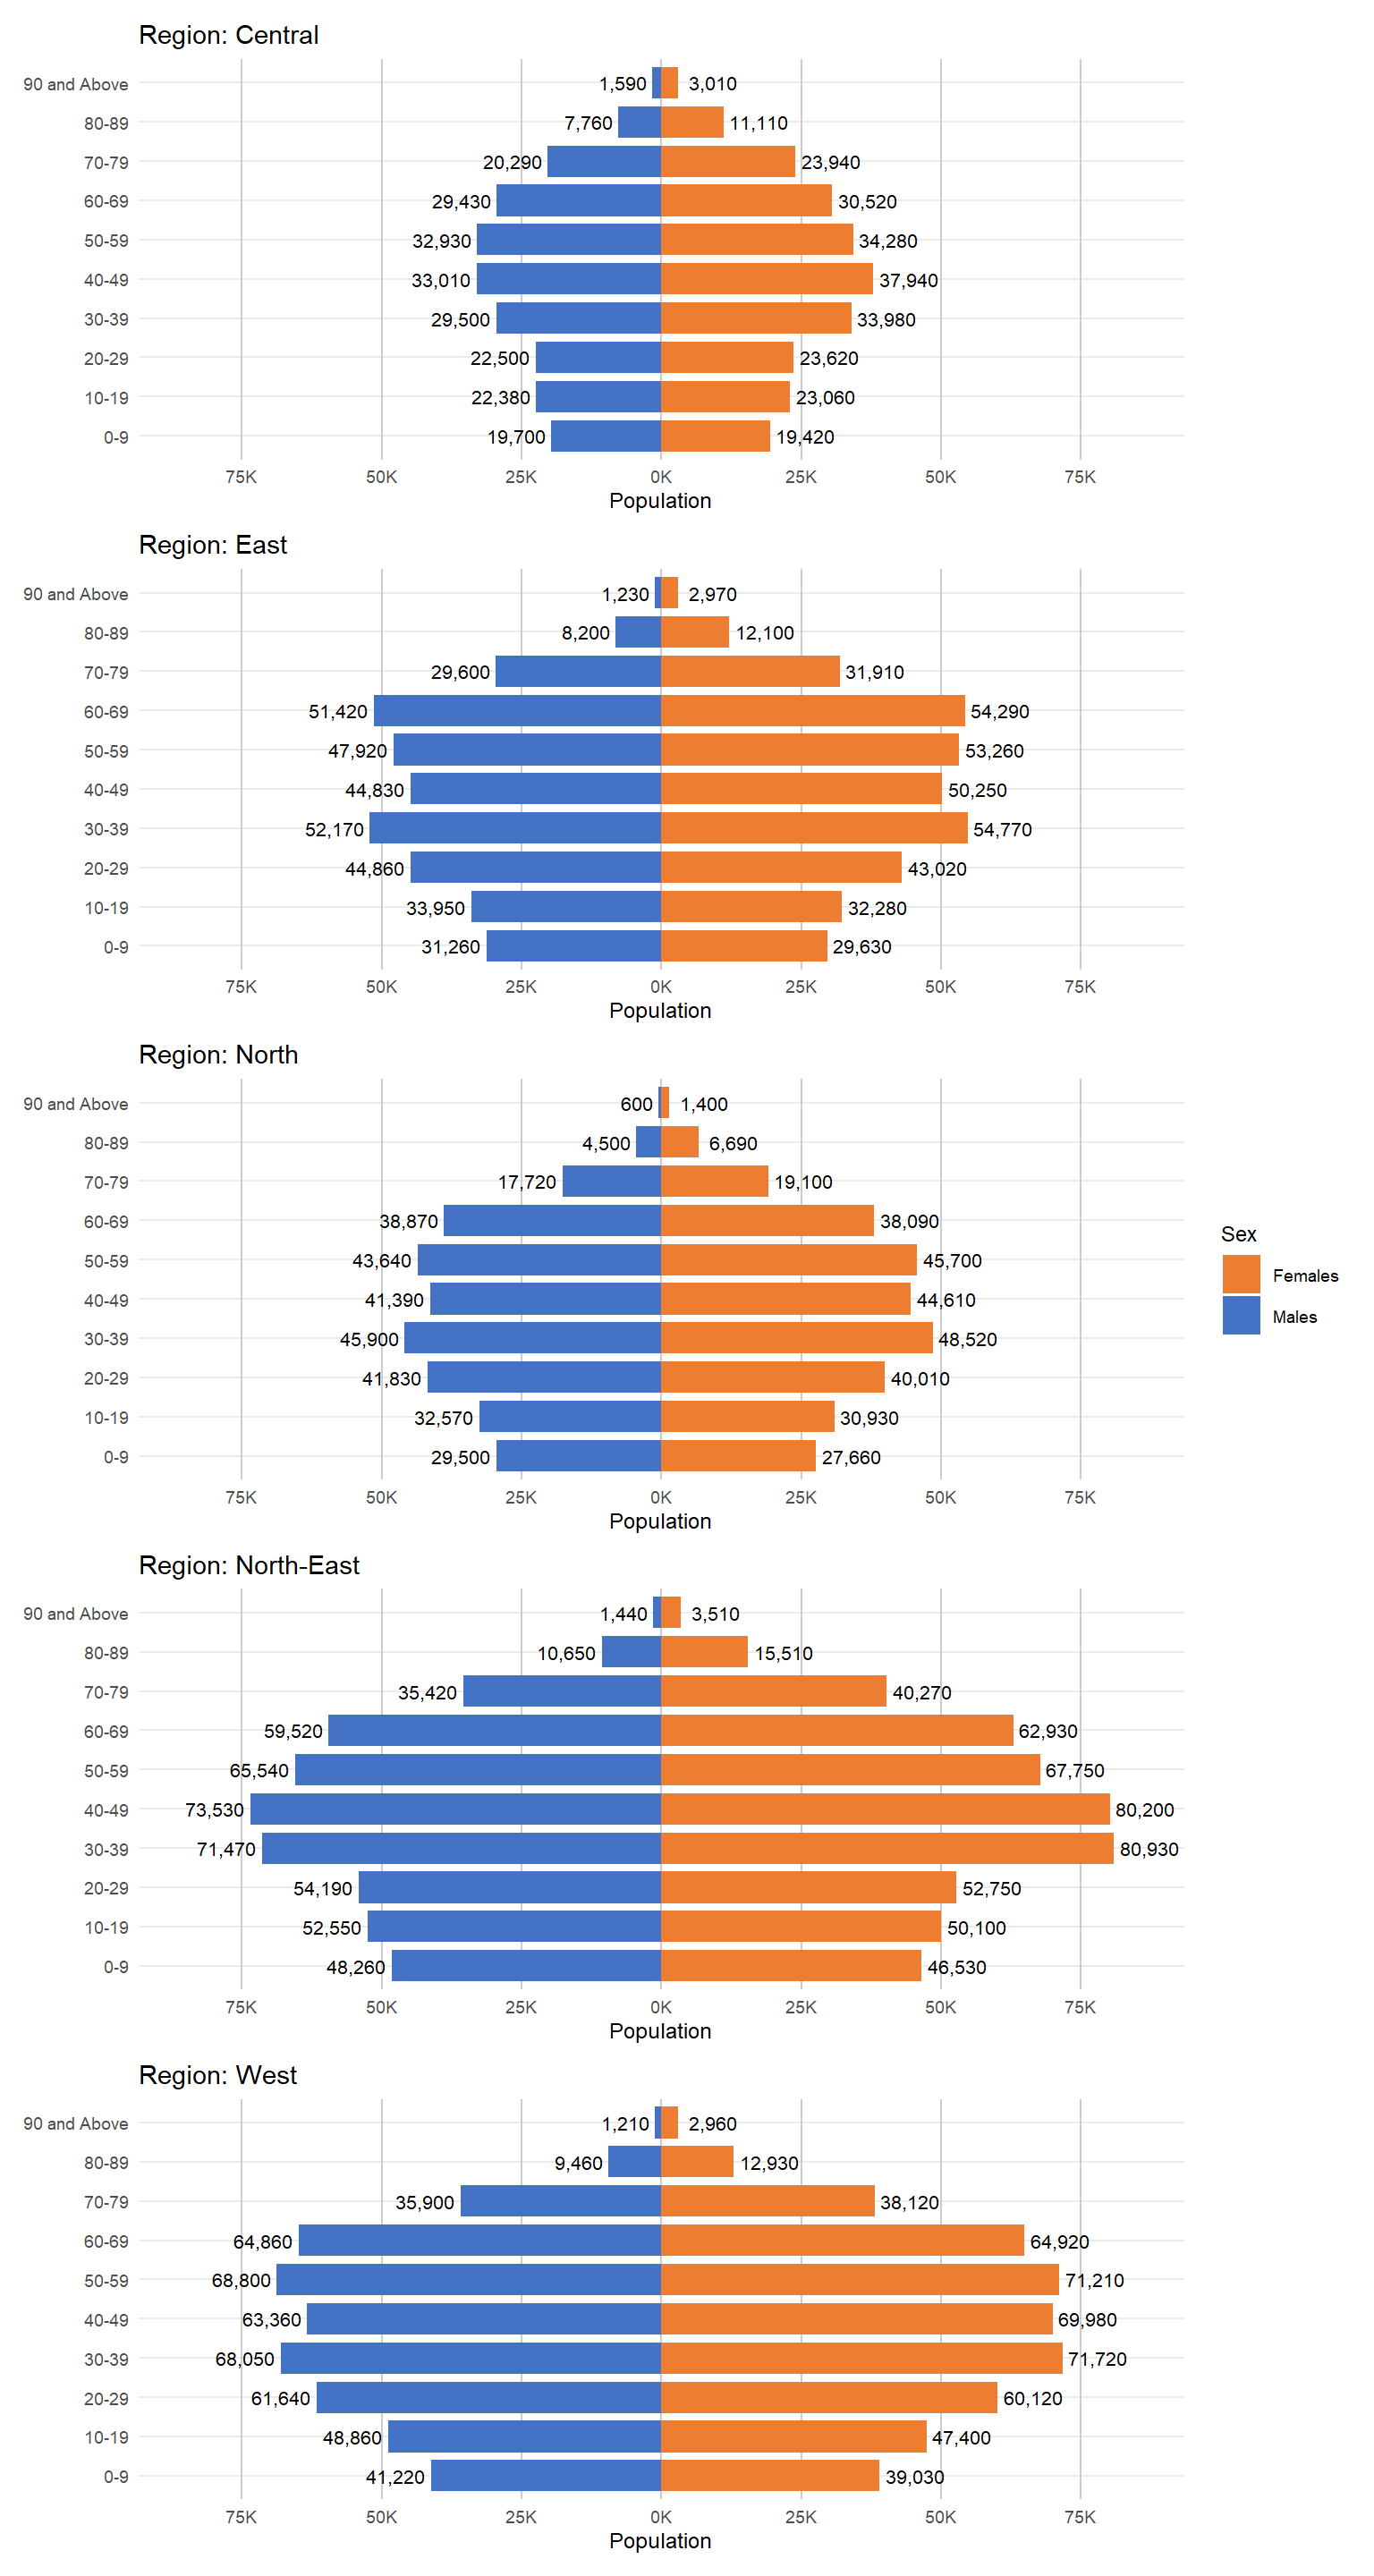 Region: Central
90 and Above 1,590 3,010
80-89 7,760 11,110
70-79 20,290 23,940
60-69 29,430 30,520
50-59 32,930 34,280
40-49 33,010 37,940
30-39 29,500 33,980
20-29 22,500 23,620
10-19 22,380 23,060
0-9 19,700 19,420
75K 50K 25K 0K 25K 50K 75K
Population
Region: East
90 and Above 1,230 2,970
80-89 8,200 12,100
70-79 29,600 31,910
60-69 51,420 54,290
50-59 47,920 53,260
40-49 44,830 50,250
30-39 52,170 54,770
20-29 44,860 43,020
10-19 33,950 32,280
0-9 31,260 29,630
75K 50K 25K 0K 25K 50K 75K
Population
Region: North
90 and Above 600 1,400
80-89 4,500 6,690
70-79 17,720 19,100
60-69 38,870 38,090
50-59 43,640 45,700
40-49 41,390 44,610
30-39 45,900 48,520
20-29 41,830 40,010
10-19 32,570 30,930
0-9 29,500 27,660
75K 50K 25K 0K 25K 50K 75K
Population
Sex
Females
Males
Region: North-East
90 and Above 1,440 3,510
80-89 10,650 15,510
70-79 35,420 40,270
60-69 59,520 62,930
50-59 65,540 67,750
40-49 73,530 80,200
30-39 71,470 80,930
20-29 54,190 52,750
10-19 52,550 50,100
0-9 48,260 46,530
75K 50K 25K 0K 25K 50K 75K
Population
Region: West
90 and Above 1,210 2,960
80-89 9,460 12,930
70-79 35,900 38,120
60-69 64,860 64,920
50-59 68,800 71,210
40-49 63,360 69,980
30-39 68,050 71,720
20-29 61,640 60,120
10-19 48,860 47,400
0-9 41,220 39,030
75K 50K 25K 0K 25K 50K 75K
Population